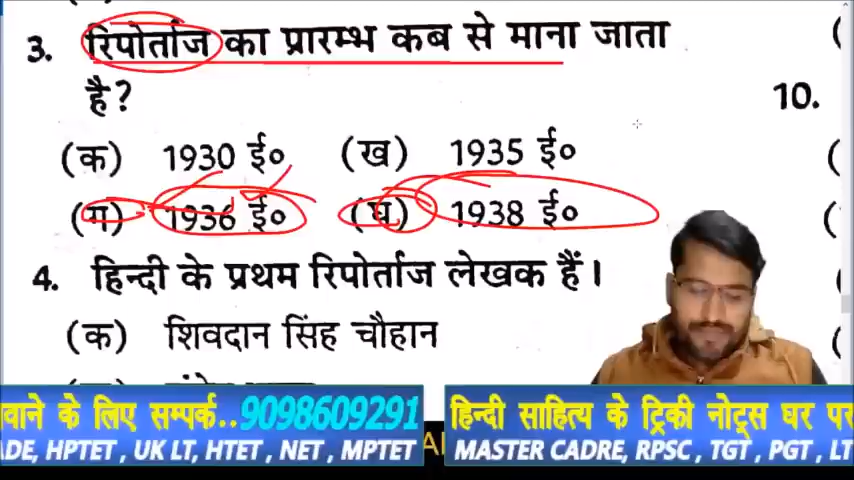 3. रिपोर्ताज का प्रारम्भ कब से माना जाता
है?
10.
(क) 1930 ई० (ख) 1935 ई०
(ग) 1936 ई० (घ) 1938 ई०
4. हिन्दी के प्रथम रिपोर्ताज लेखक हैं।
(क) शिवदान सिंह चौहान
वाने के लिए सम्पर्क..9098609291 हिन्दी साहित्य के ट्रिकी नोट्स घर पर
ADE, HPTET , UK LT, HTET , NET , MPTET MASTER CADRE, RPSC , TGT , PGT , LT